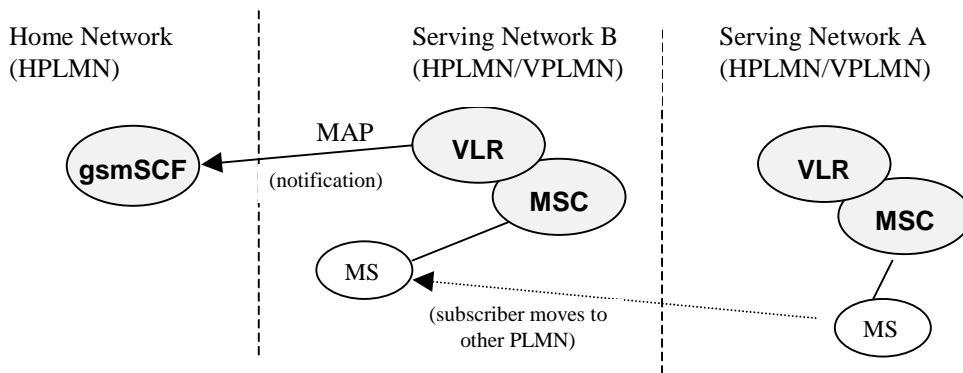 Home Network
(HPLMN)
Serving Network B
(HPLMN/VPLMN)
Serving Network A
(HPLMN/VPLMN)
gsmSCF
MAP
(notification)
VLR
MSC
MS
VLR
MSC
MS
(subscriber moves to
other PLMN)